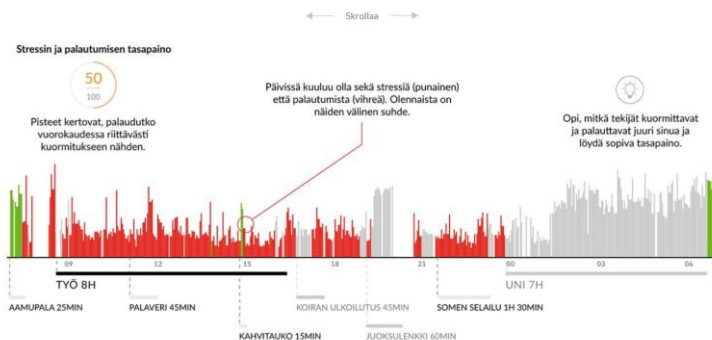 Skrollaa
Stressin ja palautumisen tasapaino
50
100
Pisteet kertovat, palaudutko
vuorokaudessa riittävästi
kuormitukseen nähden.
Päivissä kuuluu olla sekä stressiä (punainen)
että palautumista (vihreä). Olennaista on
näiden välinen suhde.
Opi, mitkä tekijät kuormittavat
ja palauttavat juuri sinua ja
löydä sopiva tasapaino.
09 12 15 18 21 00 03 06
TYÖ 8H
UNI 7H
AAMUPALA 25MIN
PALAVERI 45MIN
KOIRAN ULKOILUTUS 45MIN
SOMEN SELAILU 1H 30MIN
KAHVITAUKO 15MIN
JUOKSULENKKI 60MIN